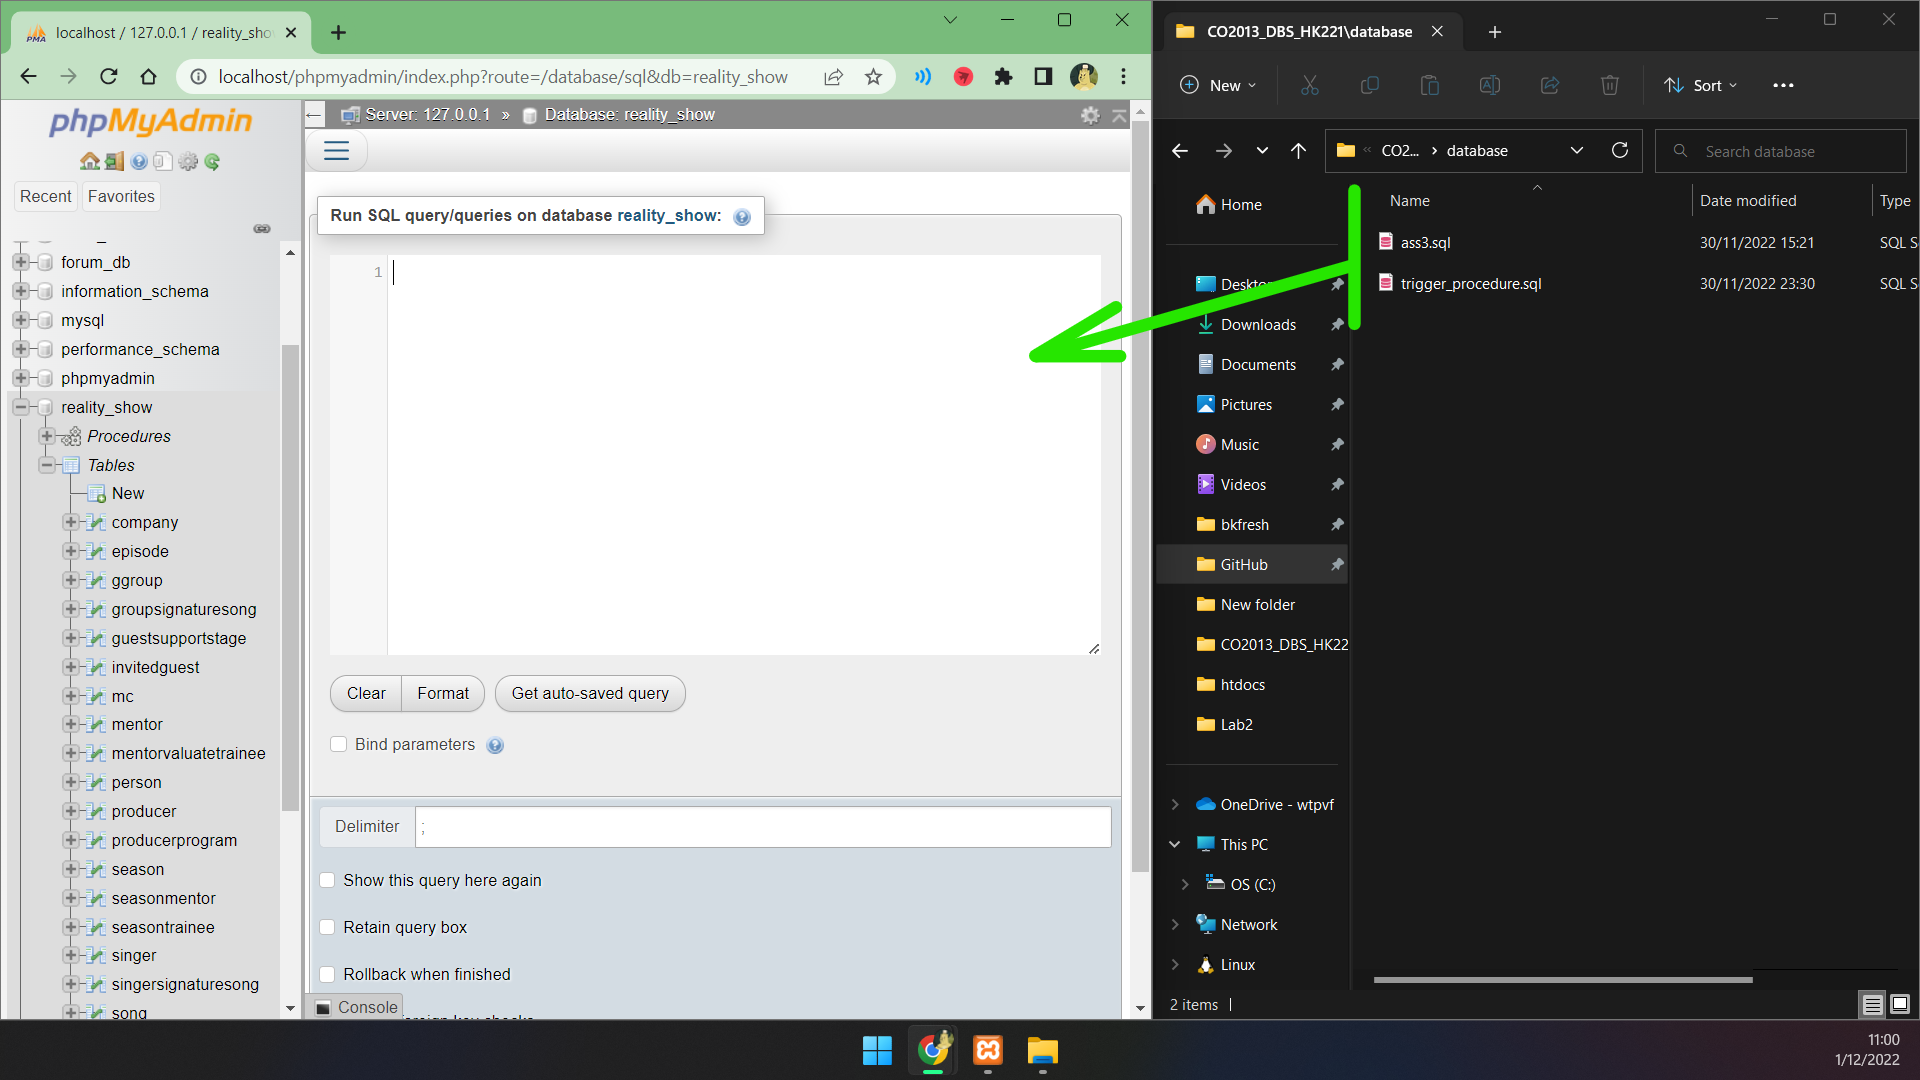 localhost / 127.0.0.1 / reality_sho
localhost/phpmyadmin/index.php?route=/database/sql&db=reality_show
phpMyAdmin
Recent
Favorites
forum_db
information_schema
mysql
performance_schema
phpmyadmin
reality_show
Procedures
Tables
New
company
episode
ggroup
groupsignaturesong
guestsupportstage
invitedguest
mc
mentor
mentorvaluatetrainee
person
producer
producerprogram
season
seasonmentor
seasontrainee
singer
singersignaturesong
song
Server: 127.0.0.1 » Database: reality_show
Run SQL query/queries on database reality_show:
1
Clear
Format
Get auto-saved query
Bind parameters
Delimiter
;
Show this query here again
Retain query box
Rollback when finished
Console
CO2013_DBS_HK221\database
New
Sort
CO2... database
Search database
Home
Desktop
Downloads
Documents
Pictures
Music
Videos
bkfresh
GitHub
New folder
CO2013_DBS_HK22
htdocs
Lab2
OneDrive - wtpvf
This PC
OS (C:)
Network
Linux
Name
Date modified
Type
ass3.sql
30/11/2022 15:21
SQL S
trigger_procedure.sql
30/11/2022 23:30
SQL S
2 items
11:00
1/12/2022